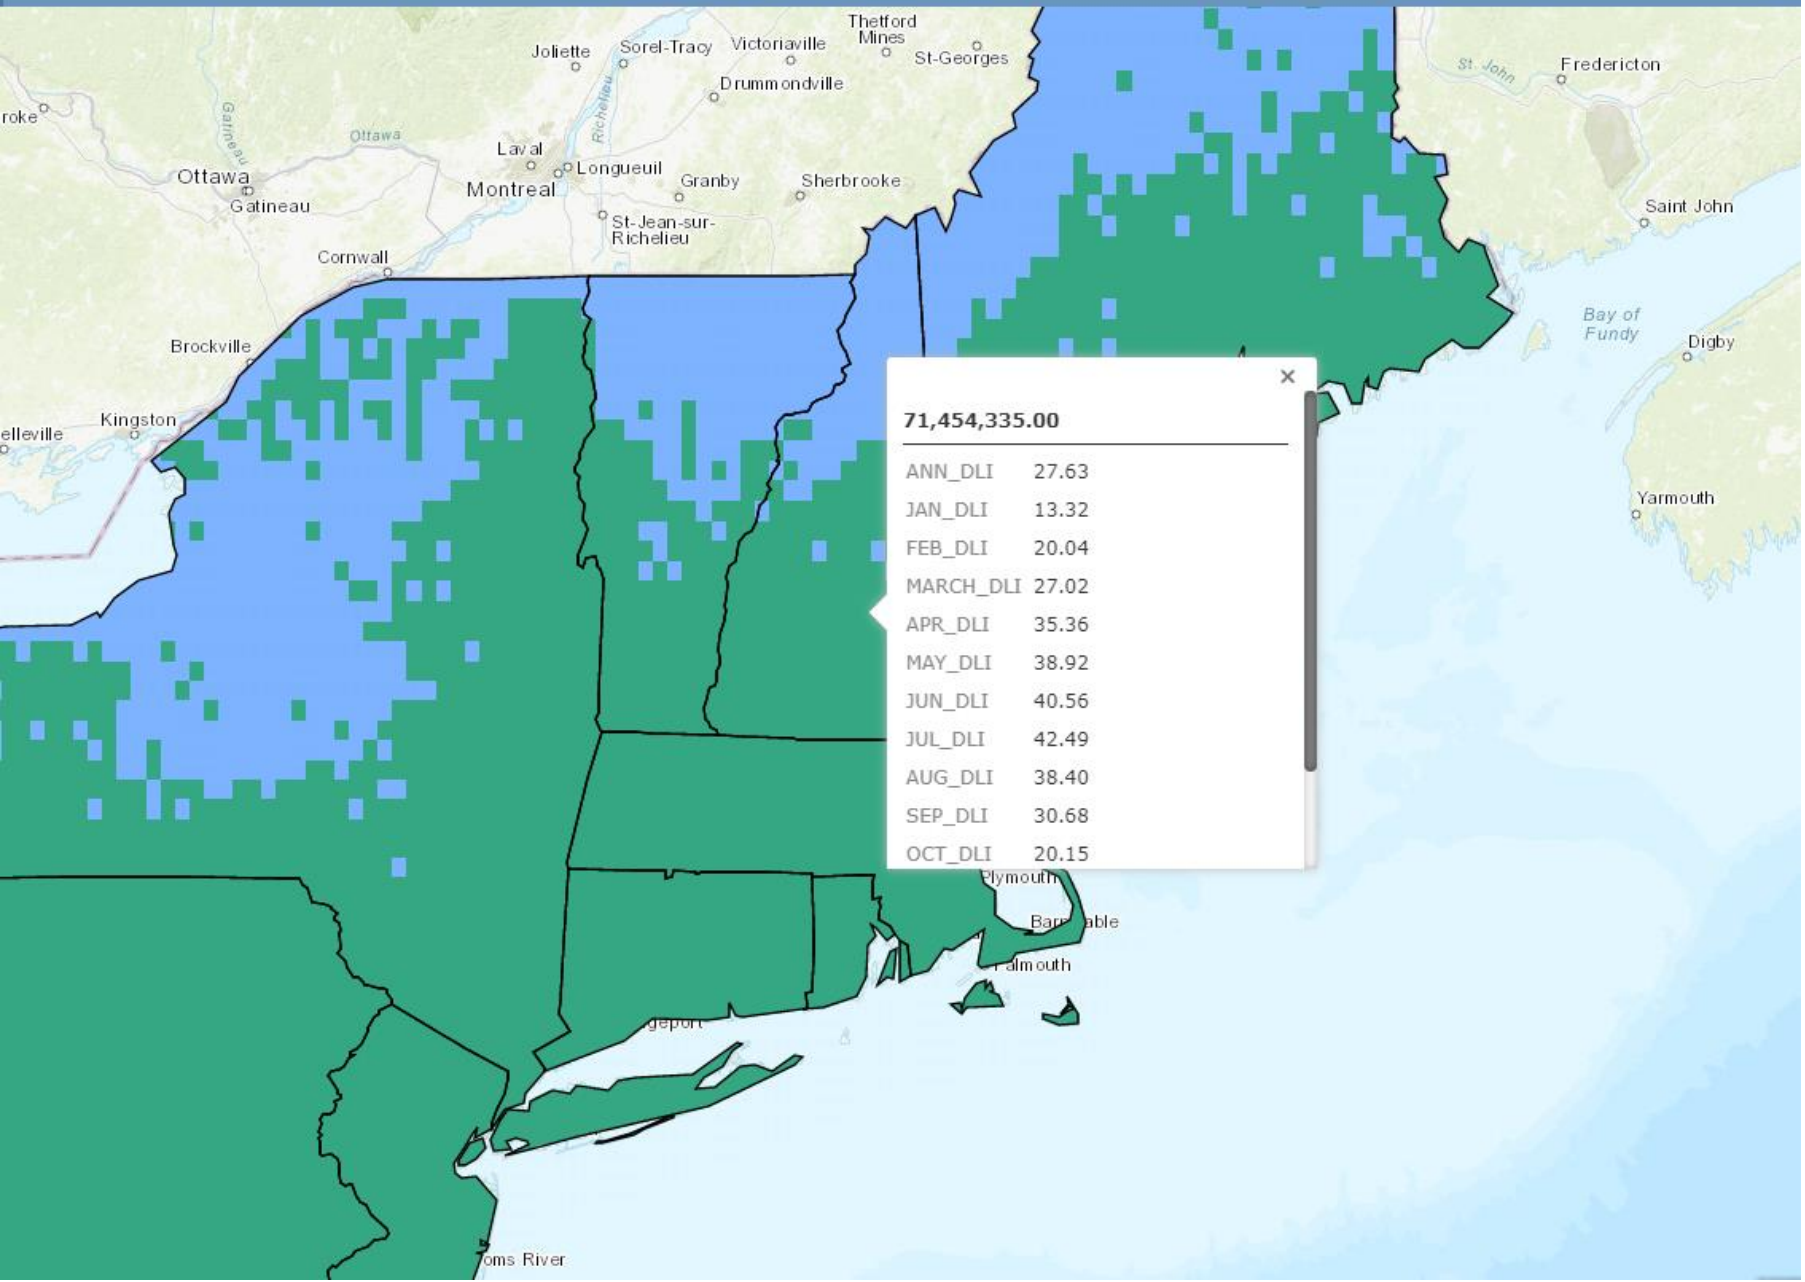 Thetford
Mines
Joliette
Sorel-Tracy
Victoriaville
St-Georges
Drummondville
Fredericton
St. John
roke
Gatineau
Ottawa
Richelieu
Laval
Longueuil
Montreal
Granby
Sherbrooke
Ottawa
Gatineau
St-Jean-sur-
Richelieu
Saint John
Cornwall
Bay of
Fundy
Brockville
Digby
Kingston
elleville
Yarmouth
×
71,454,335.00
ANN_DLI 27.63
JAN_DLI 13.32
FEB_DLI 20.04
MARCH_DLI 27.02
APR_DLI 35.36
MAY_DLI 38.92
JUN_DLI 40.56
JUL_DLI 42.49
AUG_DLI 38.40
SEP_DLI 30.68
OCT_DLI 20.15
Plymouth
Barn able
almouth
geport
oms River